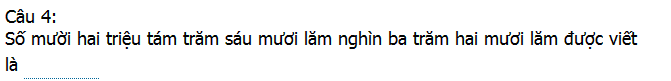 Câu 4:
Số mười hai triệu tám trăm sáu mươi lăm nghìn ba trăm hai mươi lăm được viết
là